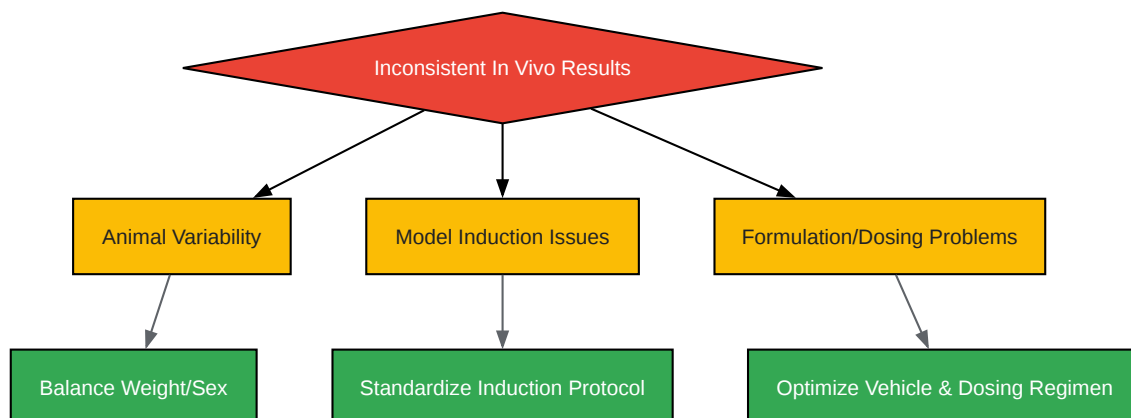 Inconsistent In Vivo Results
Animal Variability
Model Induction Issues
Formulation/Dosing Problems
Balance Weight/Sex
Standardize Induction Protocol
Optimize Vehicle & Dosing Regimen